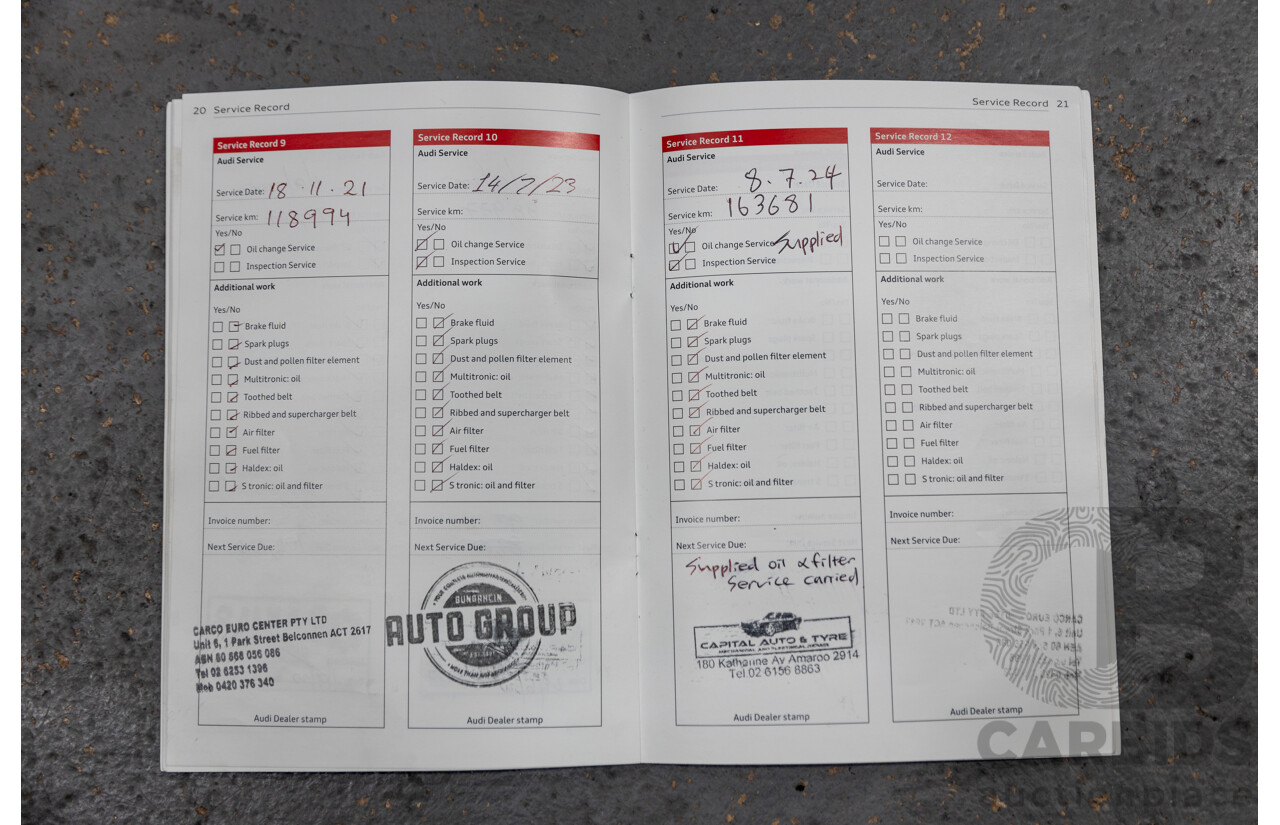 20 Service Record
Service Record 9
Audi Service
Service Date: 18 · 11 · 21
Service km: 118994
Yes/No
Oil change Service
Inspection Service
Additional work
Yes/No
Brake fluid
Spark plugs
Dust and pollen filter element
Multitronic: oil
Toothed belt
Ribbed and supercharger belt
Air filter
Fuel filter
Haldex: oil
S tronic: oil and filter
Invoice number:
Next Service Due:
CARCO EURO CENTER PTY LTD
Unit 6, 1 Park Street Belconnen ACT 2617
ABN 80 868 056 086
Tel 02 6253 1396
Mob 0420 376 340
Audi Dealer stamp
Service Record 10
Audi Service
Service Date: 14/7/23
Service km:
Yes/No
Oil change Service
Inspection Service
Additional work
Yes/No
Brake fluid
Spark plugs
Dust and pollen filter element
Multitronic: oil
Toothed belt
Ribbed and supercharger belt
Air filter
Fuel filter
Haldex: oil
S tronic: oil and filter
Invoice number:
Next Service Due:
GUNGAHLIN
AUTO GROUP
Audi Dealer stamp
Service Record 21
Service Record 11
Audi Service
Service Date: 8.7.24
Service km: 163681
Yes/No
Oil change Service Supplied
Inspection Service
Additional work
Yes/No
Brake fluid
Spark plugs
Dust and pollen filter element
Multitronic: oil
Toothed belt
Ribbed and supercharger belt
Air filter
Fuel filter
Haldex: oil
S tronic: oil and filter
Invoice number:
Next Service Due:
Supplied oil & filter
Service carried
CAPITAL AUTO & TYRE
MECHANICAL AND ELECTRICAL REPAIR
180 Katharine Av Amaroo 2914
Tel.02 6156 8863
Audi Dealer stamp
Service Record 12
Audi Service
Service Date:
Service km:
Yes/No
Oil change Service
Inspection Service
Additional work
Yes/No
Brake fluid
Spark plugs
Dust and pollen filter element
Multitronic: oil
Toothed belt
Ribbed and supercharger belt
Air filter
Fuel filter
Haldex: oil
S tronic: oil and filter
Invoice number:
Next Service Due:
Audi Dealer stamp
CARBIDS